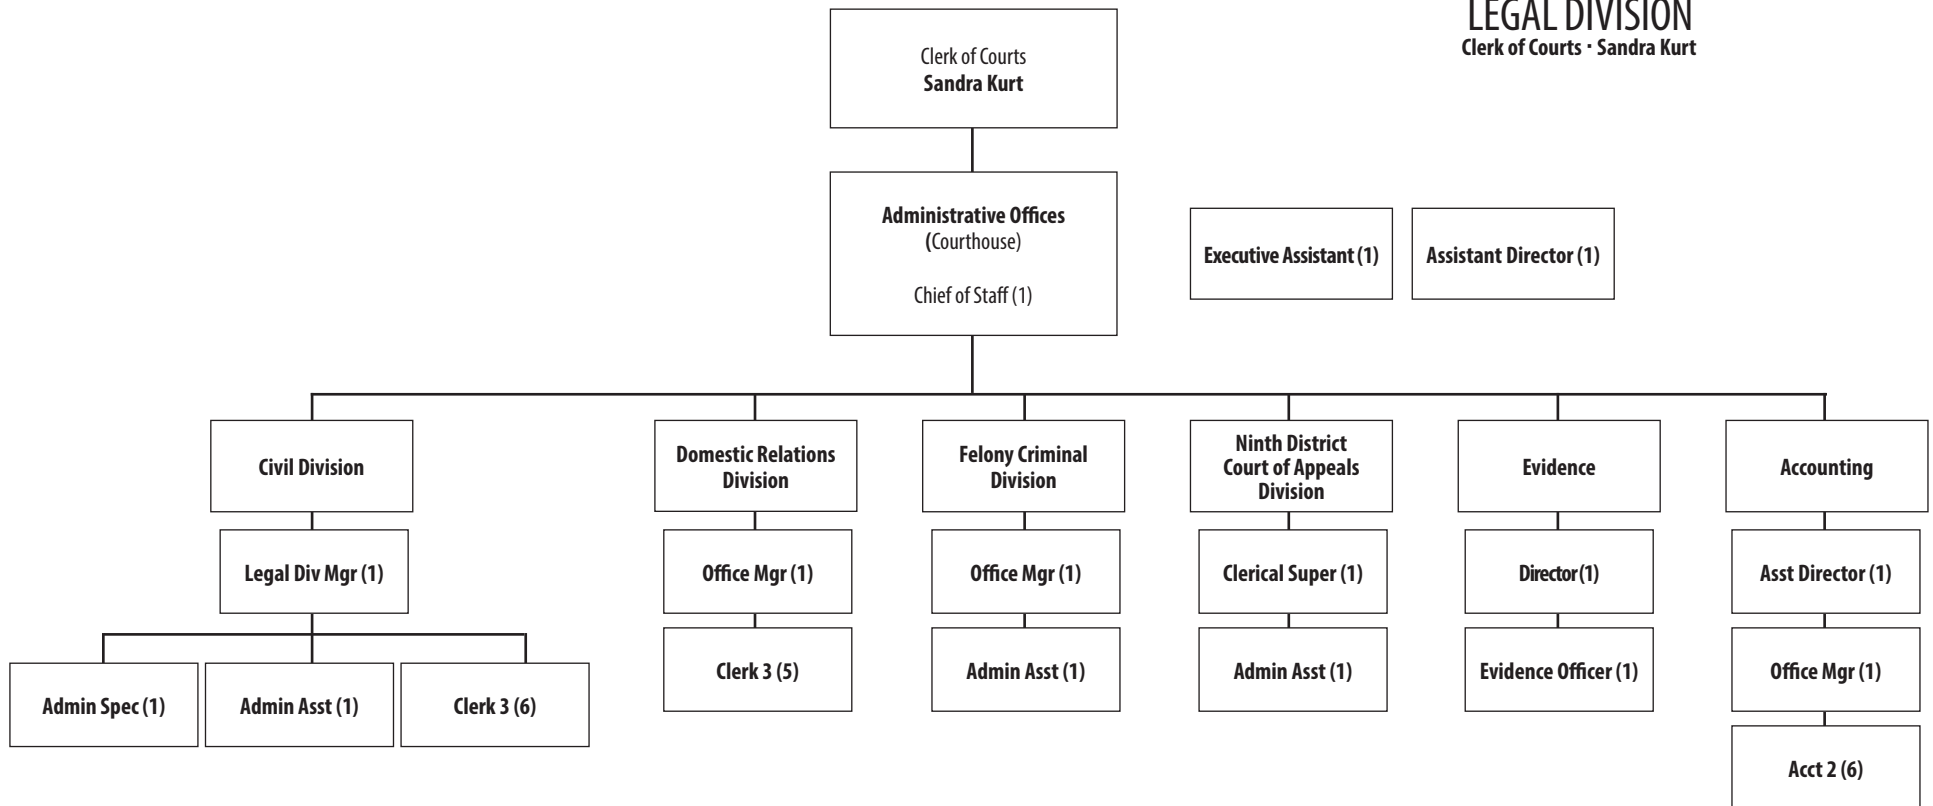 LEGAL DIVISION
Clerk of Courts · Sandra Kurt
Clerk of Courts
Sandra Kurt
Administrative Offices
(Courthouse)
Chief of Staff (1)
Executive Assistant (1)
Assistant Director (1)
Civil Division
Domestic Relations
Division
Felony Criminal
Division
Ninth District
Court of Appeals
Division
Evidence
Accounting
Legal Div Mgr (1)
Office Mgr (1)
Office Mgr (1)
Clerical Super (1)
Director (1)
Asst Director (1)
Admin Spec (1)
Admin Asst (1)
Clerk 3 (6)
Clerk 3 (5)
Admin Asst (1)
Admin Asst (1)
Evidence Officer (1)
Office Mgr (1)
Acct 2 (6)